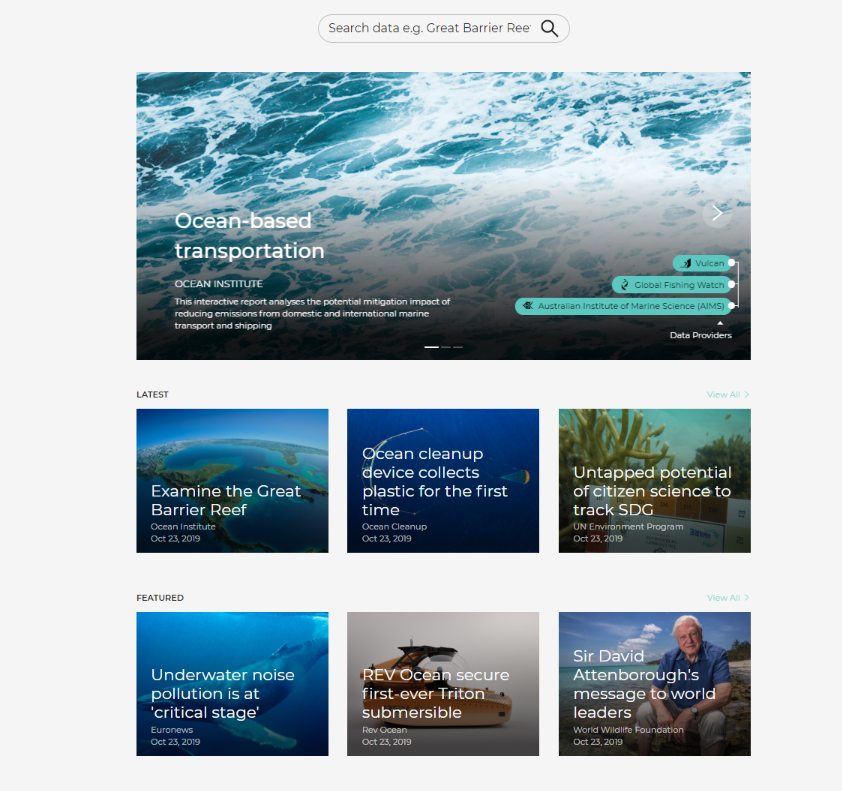 Search data e.g. Great Barrier Ree
Ocean-based
transportation
OCEAN INSTITUTE
This interactive report analyses the potential mitigation impact of
reducing emissions from domestic and international marine
transport and shipping
Vulcan
Global Fishing Watch
Australian Institute of Marine Science (AIMS)
Data Providers
LATEST
View All
Examine the Great
Barrier Reef
Ocean Institute
Oct 23, 2019
Ocean cleanup
device collects
plastic for the first
time
Ocean Cleanup
Oct 23, 2019
Untapped potential
of citizen science to
track SDG
UN Environment Program
Oct 23, 2019
FEATURED
View All
Underwater noise
pollution is at
'critical stage'
Euronews
Oct 23, 2019
REV Ocean secure
first-ever Triton
submersible
Rev Ocean
Oct 23, 2019
Sir David
Attenborough's
message to world
leaders
World Wildlife Foundation
Oct 23, 2019